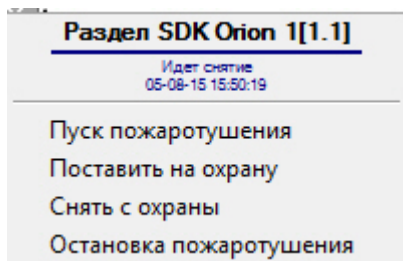 Раздел SDK Orion 1[1.1]
Идет снятие
05-08-15 15:50:19
Пуск пожаротушения
Поставить на охрану
Снять с охраны
Остановка пожаротушения